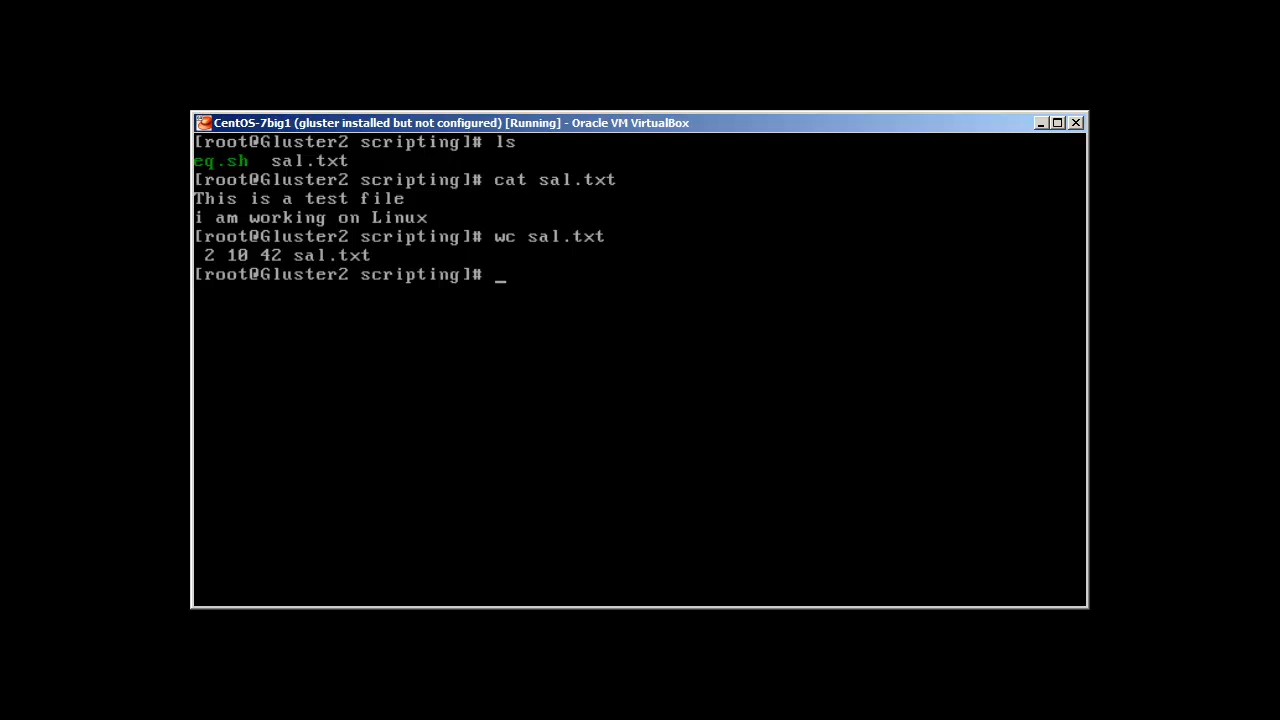 CentOS-7big1 (gluster installed but not configured) [Running] - Oracle VM VirtualBox
[root@Gluster2 scripting]# ls
eq.sh  sal.txt
[root@Gluster2 scripting]# cat sal.txt
This is a test file
i am working on Linux
[root@Gluster2 scripting]# wc sal.txt
 2 10 42 sal.txt
[root@Gluster2 scripting]# _